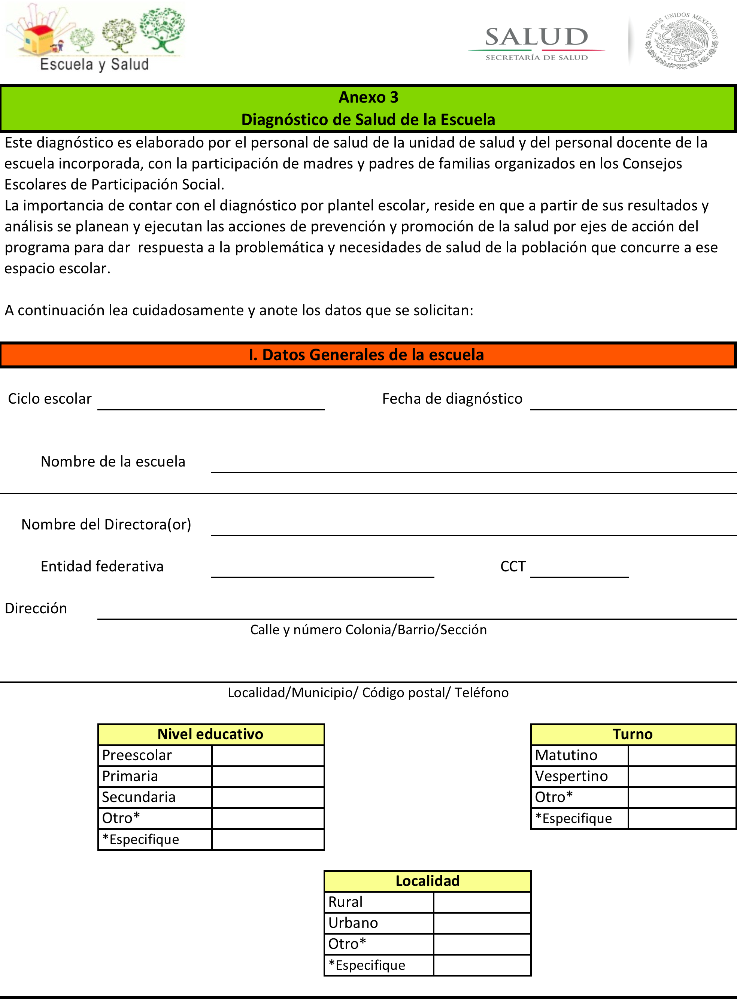 Escuela y Salud
SALUD
SECRETARÍA DE SALUD
ESTADOS UNIDOS MEXICANOS
Anexo 3
Diagnóstico de Salud de la Escuela
Este diagnóstico es elaborado por el personal de salud de la unidad de salud y del personal docente de la
escuela incorporada, con la participación de madres y padres de familias organizados en los Consejos
Escolares de Participación Social.
La importancia de contar con el diagnóstico por plantel escolar, reside en que a partir de sus resultados y
análisis se planean y ejecutan las acciones de prevención y promoción de la salud por ejes de acción del
programa para dar  respuesta a la problemática y necesidades de salud de la población que concurre a ese
espacio escolar.
A continuación lea cuidadosamente y anote los datos que se solicitan:
I. Datos Generales de la escuela
Ciclo escolar
Fecha de diagnóstico
Nombre de la escuela
Nombre del Directora(or)
Entidad federativa
CCT
Dirección
Calle y número Colonia/Barrio/Sección
Localidad/Municipio/ Código postal/ Teléfono
Nivel educativo
Preescolar
Primaria
Secundaria
Otro*
*Especifique
Turno
Matutino
Vespertino
Otro*
*Especifique
Localidad
Rural
Urbano
Otro*
*Especifique